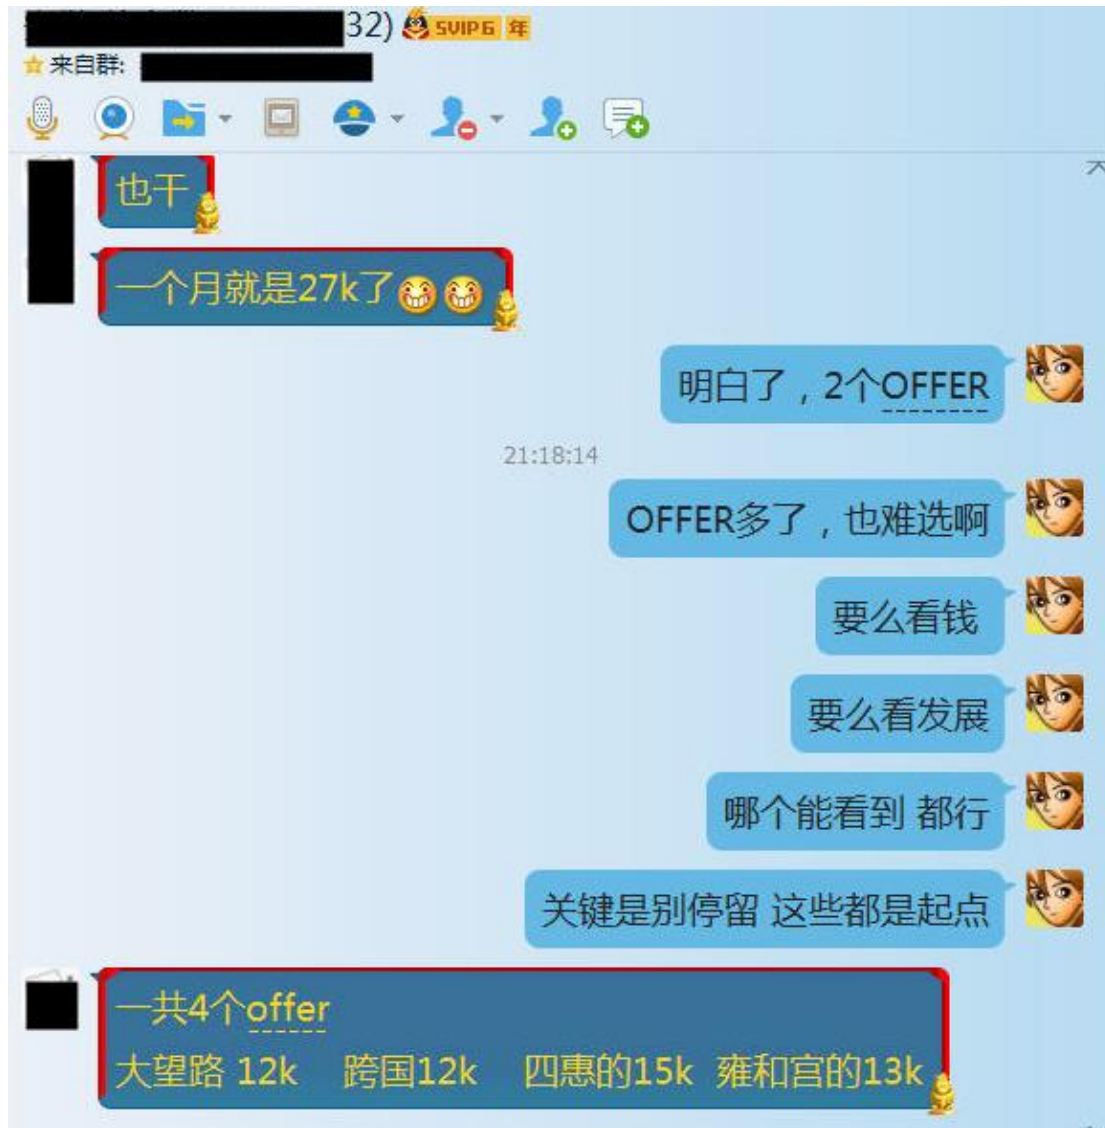 32) SVIP6 年
来自群:
也干
一个月就是27k了
明白了，2个OFFER
21:18:14
OFFER多了，也难选啊
要么看钱
要么看发展
哪个能看到 都行
关键是别停留 这些都是起点
一共4个offer
大望路 12k 跨国12k 四惠的15k 雍和宫的13k